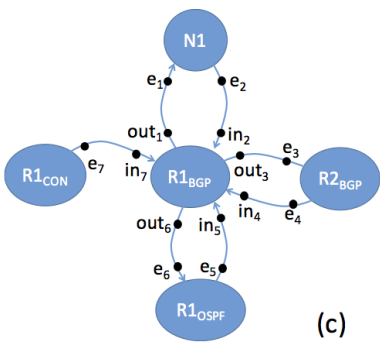 N1
e₁
e₂
out₁
in₂
e₃
R1CON
e₇
in₇
R1BGP
out₃
R2BGP
in₄
e₄
out₆
in₅
e₆
e₅
R1OSPF
(c)